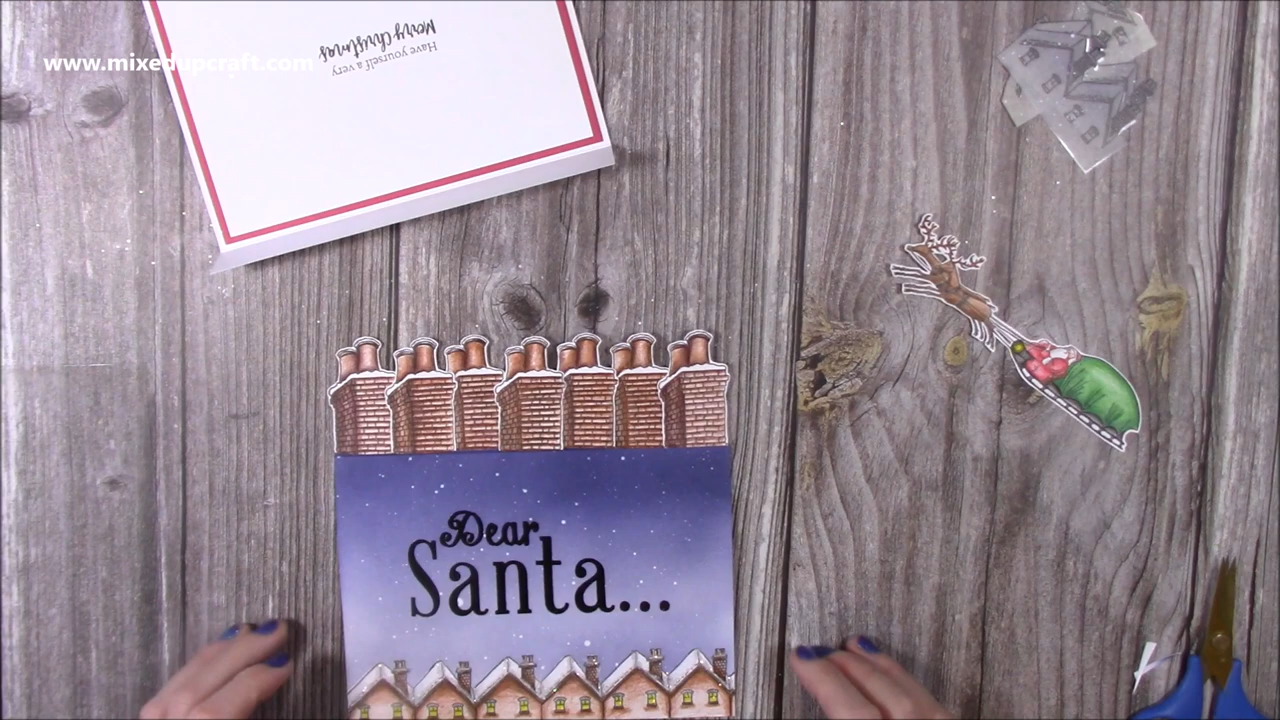 www.mixedupcraft.com
Have yourself a very
Merry Christmas
Dear
Santa...